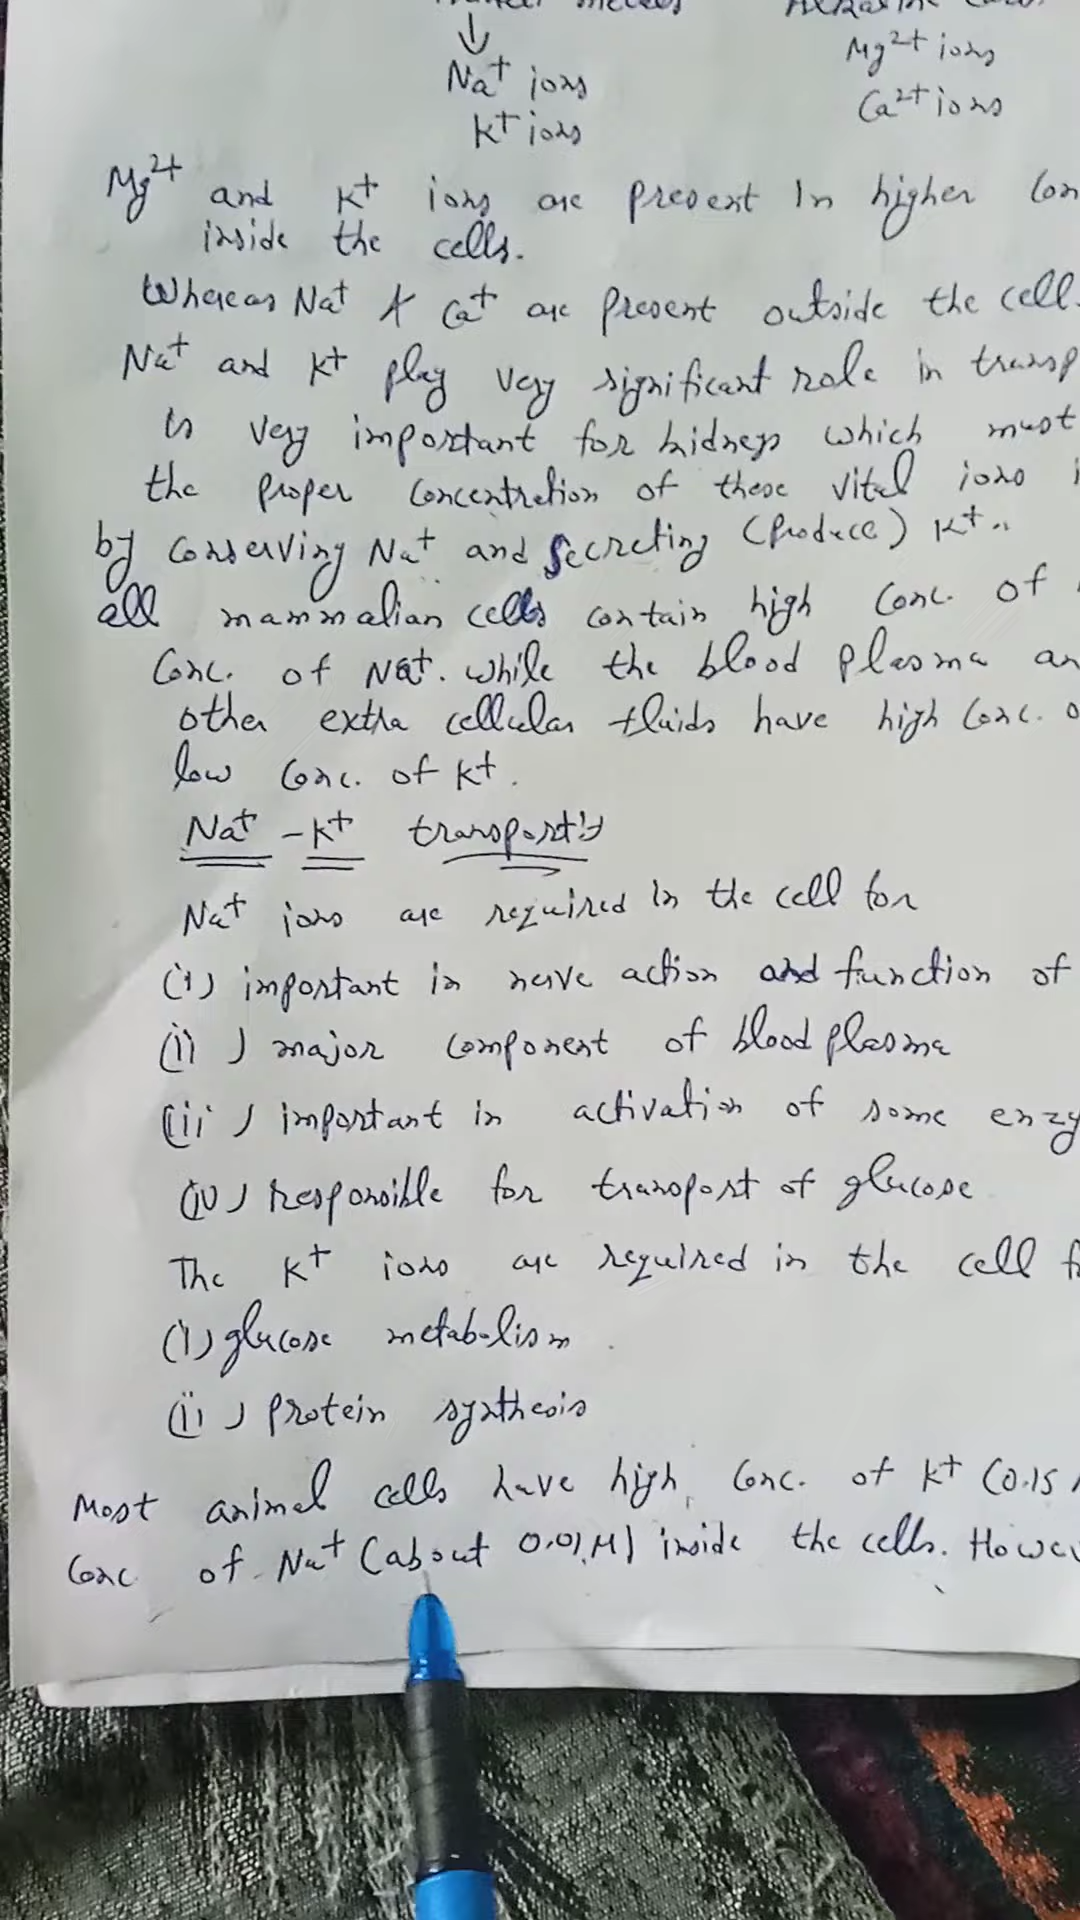 Na+ ions
K+ ions
Mg2+ ions
Ca2+ ions
Mg2+ and K+ ions are present in higher Con
inside the cells.
Whereas Na+ & Ca+ are present outside the cell.
Na+ and K+ play very significant role in transp
is very important for kidneys which must
the proper concentration of these vital ions i
by conserving Na+ and Secreting (Produce) K+..
all mammalian cells contain high Conc. of
Conc. of Na+. while the blood plasma an
other extra cellular fluids have high Conc. o
low Conc. of K+.
Na+ - K+ transport:
Na+ ions are required in the cell for
(i) important in nerve action and function of
(ii) major component of blood plasma
(iii) important in activation of some enzy
(iv) responsible for transport of glucose
The K+ ions are required in the cell f
(i) glucose metabolism
(ii) protein synthesis
Most animal cells have high Conc. of K+ (0.15
Conc of Na+ (about 0.01M) inside the cells. Howe